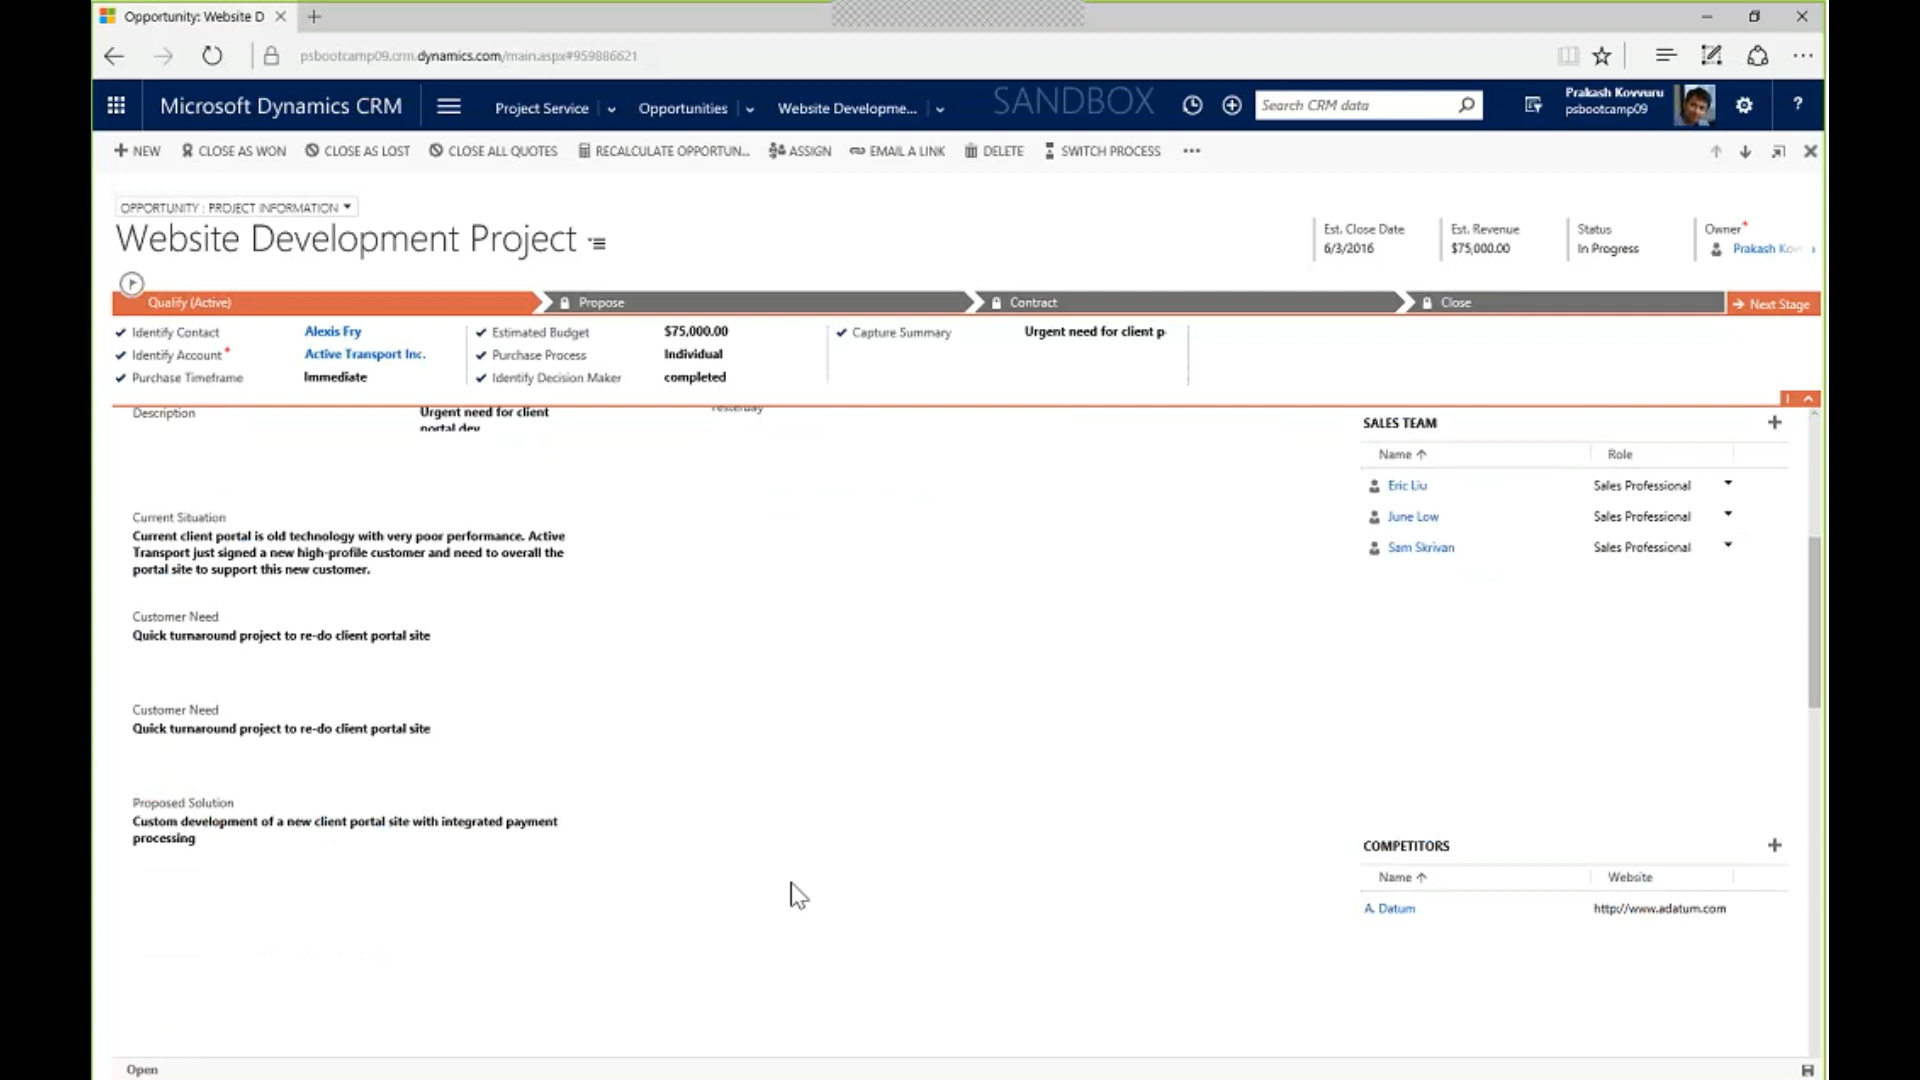 Opportunity: Website D
psbootcamp09.crm.dynamics.com/main.aspx#959886621
Microsoft Dynamics CRM
Project Service
Opportunities
Website Developme...
SANDBOX
Search CRM data
Prakash Kovvuru
psbootcamp09
?
NEW
CLOSE AS WON
CLOSE AS LOST
CLOSE ALL QUOTES
RECALCULATE OPPORTUN...
ASSIGN
EMAIL A LINK
DELETE
SWITCH PROCESS
OPPORTUNITY : PROJECT INFORMATION
Website Development Project
Est. Close Date
6/3/2016
Est. Revenue
$75,000.00
Status
In Progress
Owner*
Prakash Kov
Qualify (Active)
Propose
Contract
Close
Next Stage
Identify Contact
Alexis Fry
Identify Account*
Active Transport Inc.
Purchase Timeframe
Immediate
Estimated Budget
$75,000.00
Purchase Process
Individual
Identify Decision Maker
completed
Capture Summary
Urgent need for client p
Description
Urgent need for client
portal dev
Yesterday
Current Situation
Current client portal is old technology with very poor performance. Active
Transport just signed a new high-profile customer and need to overall the
portal site to support this new customer.
Customer Need
Quick turnaround project to re-do client portal site
Customer Need
Quick turnaround project to re-do client portal site
Proposed Solution
Custom development of a new client portal site with integrated payment
processing
SALES TEAM
Name
Role
Eric Liu
Sales Professional
June Low
Sales Professional
Sam Skrivan
Sales Professional
COMPETITORS
Name
Website
A. Datum
http://www.adatum.com
Open